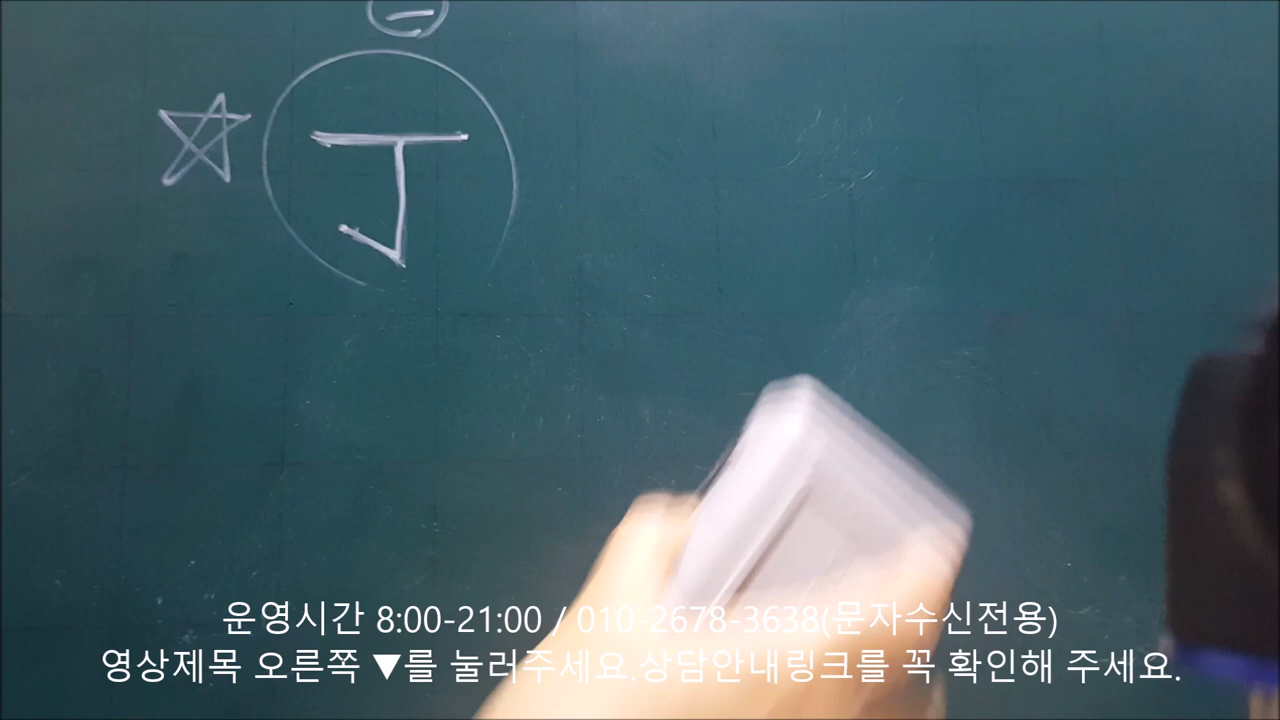 J
운영시간 8:00-21:00 / 010-2678-3638(문자수신전용)
영상제목 오른쪽 ▼를 눌러주세요.상담안내링크를 꼭 확인해 주세요.